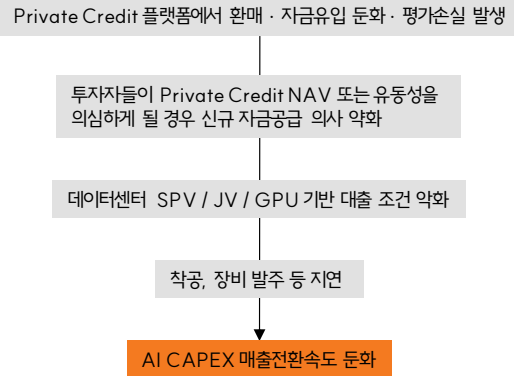 Private Credit 플랫폼에서 환매 · 자금유입 둔화 · 평가손실 발생
투자자들이 Private Credit NAV 또는 유동성을
의심하게 될 경우 신규 자금공급 의사 약화
데이터센터 SPV / JV / GPU 기반 대출 조건 악화
착공, 장비 발주 등 지연
AI CAPEX 매출전환속도 둔화